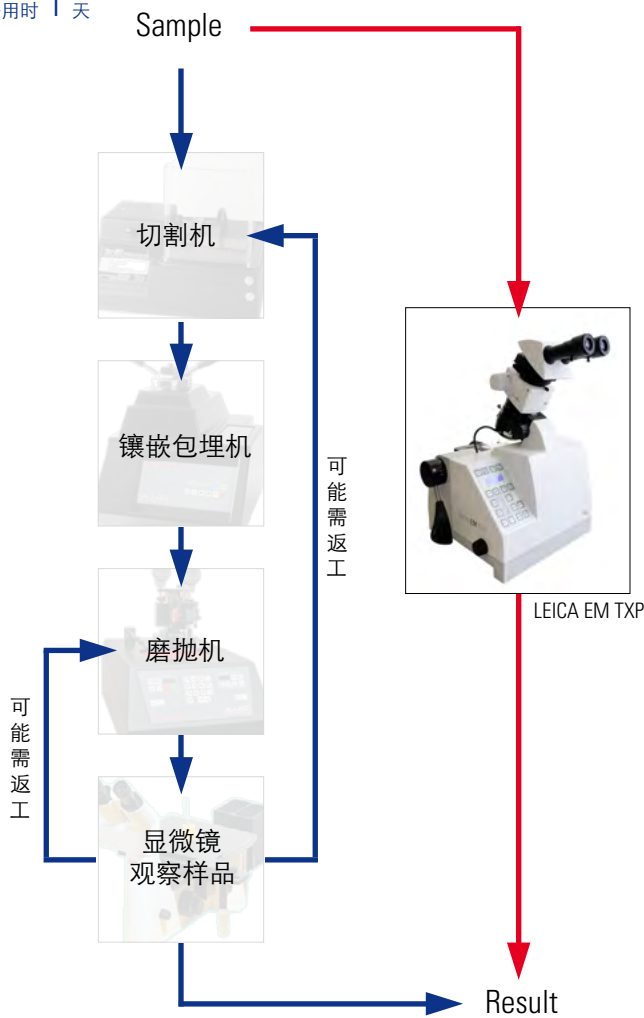 用时 1 天
Sample
切割机
镶嵌包埋机
可能需返工
LEICA EM TXP
磨抛机
可能需返工
显微镜
观察样品
Result